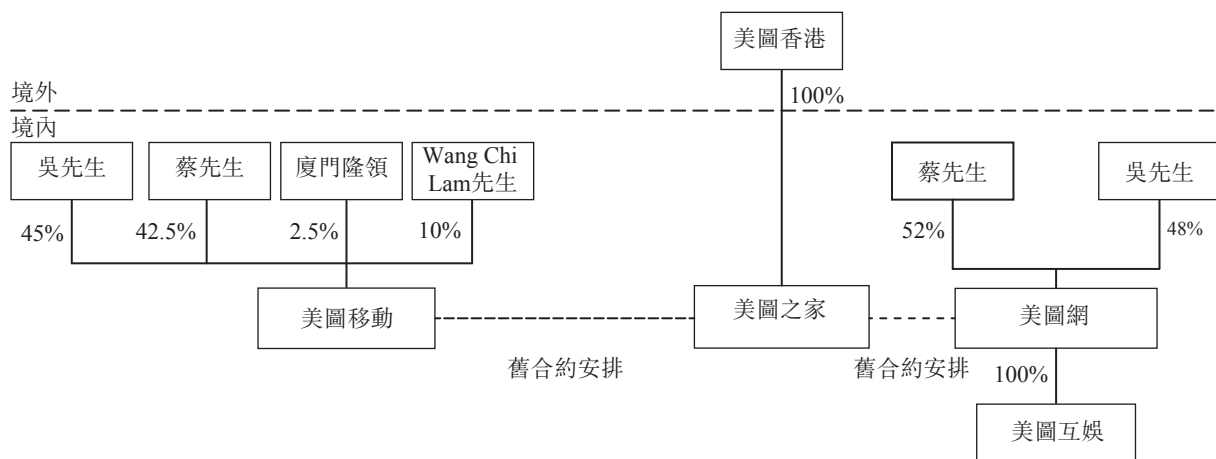 美圖香港
境外
100%
境內
吳先生
蔡先生
廈門隆領
Wang Chi
Lam先生
蔡先生
吳先生
45%
42.5%
2.5%
10%
52%
48%
美圖移動
美圖之家
美圖網
舊合約安排
舊合約安排
100%
美圖互娛